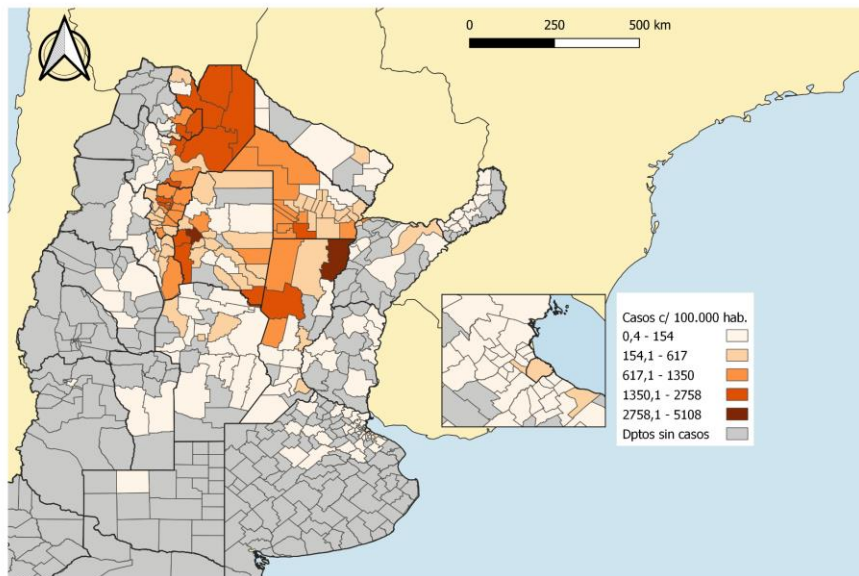 0 250 500 km
Casos c/ 100.000 hab.
0,4 - 154
154,1 - 617
617,1 - 1350
1350,1 - 2758
2758,1 - 5108
Dptos sin casos